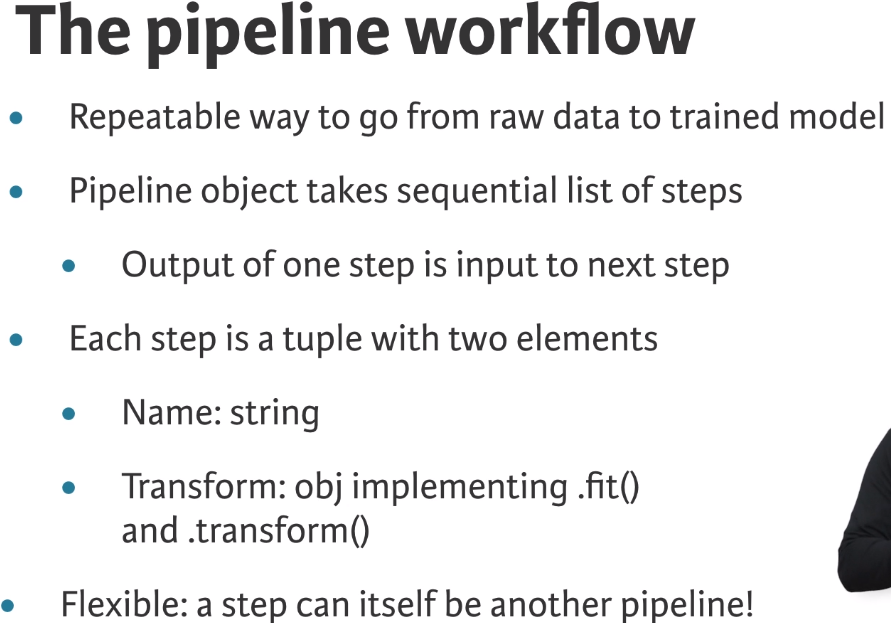 The pipeline workflow
• Repeatable way to go from raw data to trained model
• Pipeline object takes sequential list of steps
• Output of one step is input to next step
• Each step is a tuple with two elements
• Name: string
• Transform: obj implementing .fit()
and .transform()
• Flexible: a step can itself be another pipeline!